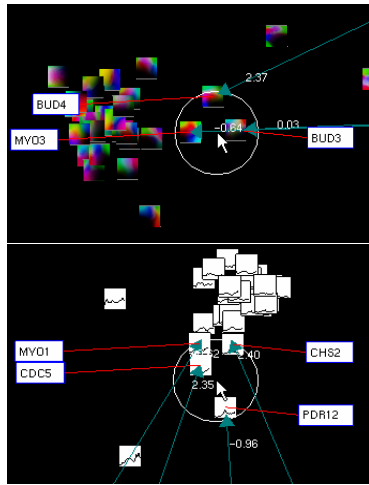 2.37
BUD4
-0.64
0.03
MYO3
BUD3
MYO1
2.40
CHS2
CDC5
2.35
PDR12
-0.96